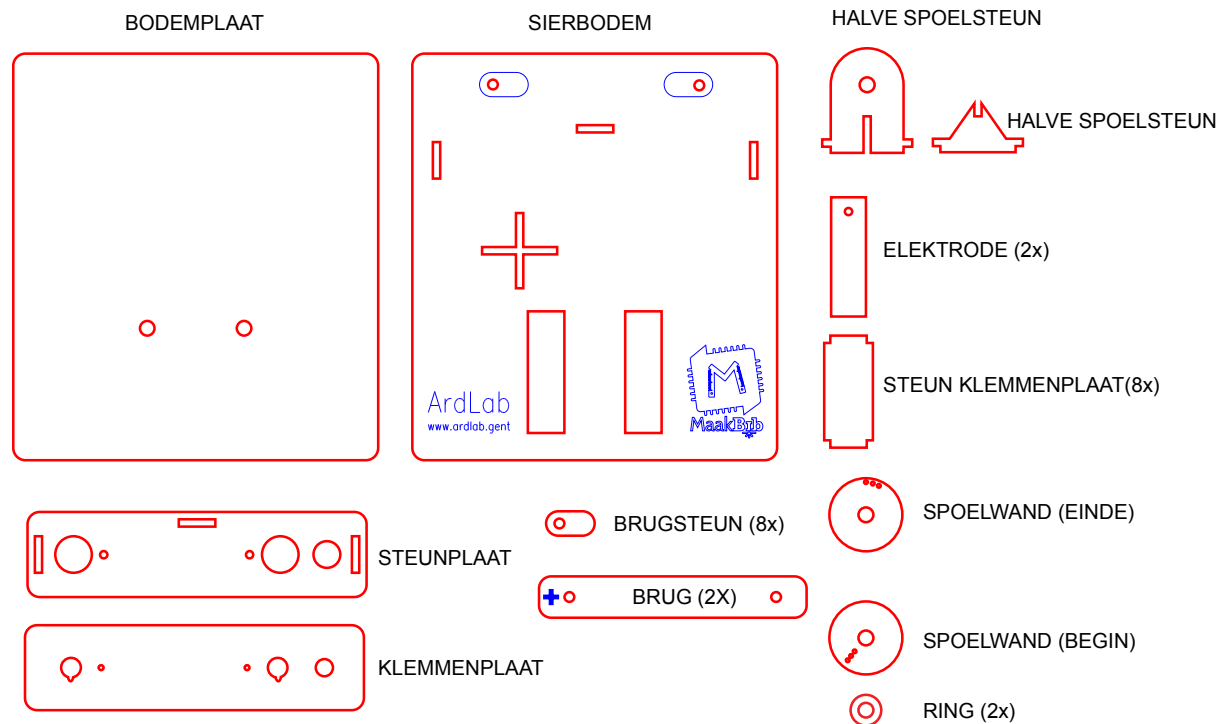 BODEMPLAAT
SIERBODEM
HALVE SPOELSTEUN
HALVE SPOELSTEUN
ELEKTRODE (2x)
STEUN KLEMMENPLAAT(8x)
ArdLab
www.ardlab.gent
M
MaakBib
SPOELWAND (EINDE)
BRUGSTEUN (8x)
STEUNPLAAT
BRUG (2X)
SPOELWAND (BEGIN)
KLEMMENPLAAT
RING (2x)